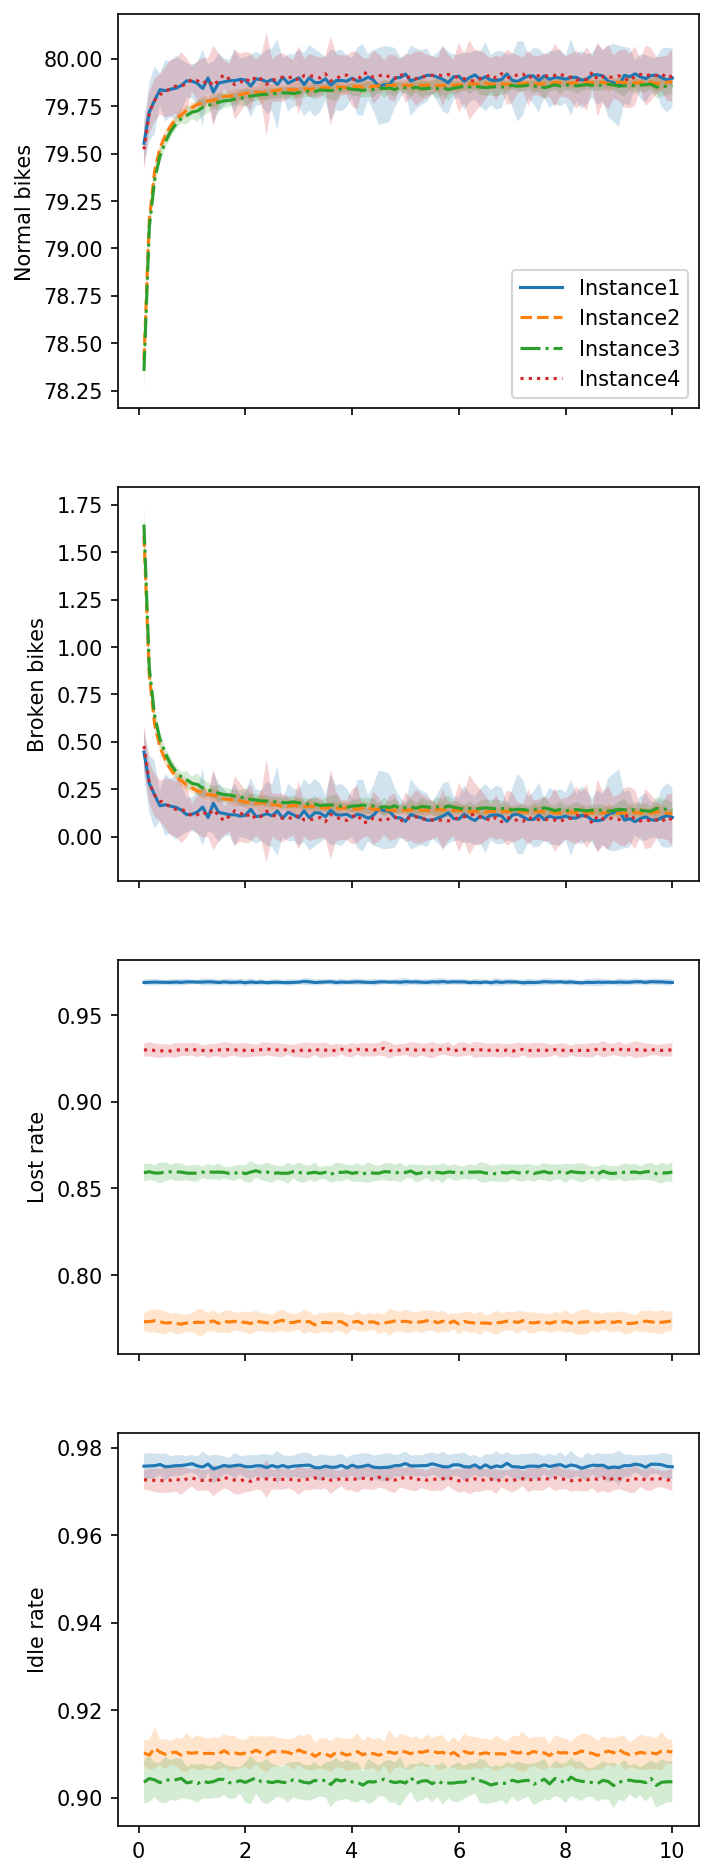 Normal bikes
80.00
79.75
79.50
79.25
79.00
78.75
78.50
78.25
Instance1
Instance2
Instance3
Instance4
Broken bikes
1.75
1.50
1.25
1.00
0.75
0.50
0.25
0.00
Lost rate
0.95
0.90
0.85
0.80
Idle rate
0.98
0.96
0.94
0.92
0.90
0 2 4 6 8 10